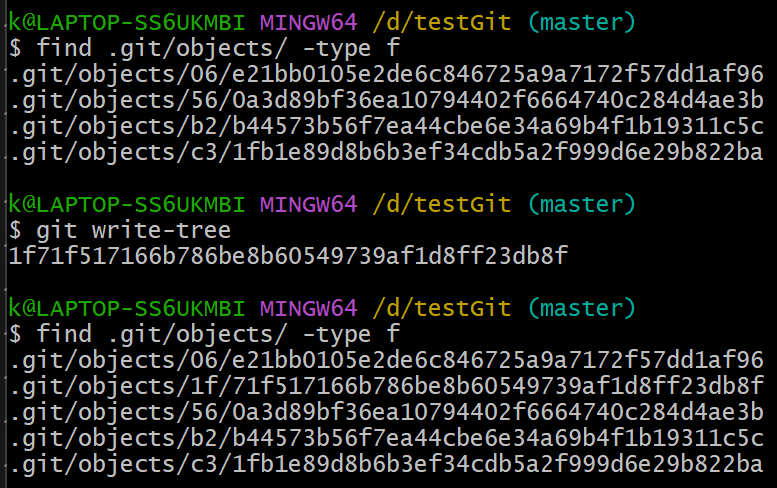 k@LAPTOP-SS6UKMBI MINGW64 /d/testGit (master)
$ find .git/objects/ -type f
.git/objects/06/e21bb0105e2de6c846725a9a7172f57dd1af96
.git/objects/56/0a3d89bf36ea10794402f6664740c284d4ae3b
.git/objects/b2/b44573b56f7ea44cbe6e34a69b4f1b19311c5c
.git/objects/c3/1fb1e89d8b6b3ef34cdb5a2f999d6e29b822ba
k@LAPTOP-SS6UKMBI MINGW64 /d/testGit (master)
$ git write-tree
1f71f517166b786be8b60549739af1d8ff23db8f
k@LAPTOP-SS6UKMBI MINGW64 /d/testGit (master)
$ find .git/objects/ -type f
.git/objects/06/e21bb0105e2de6c846725a9a7172f57dd1af96
.git/objects/1f/71f517166b786be8b60549739af1d8ff23db8f
.git/objects/56/0a3d89bf36ea10794402f6664740c284d4ae3b
.git/objects/b2/b44573b56f7ea44cbe6e34a69b4f1b19311c5c
.git/objects/c3/1fb1e89d8b6b3ef34cdb5a2f999d6e29b822ba